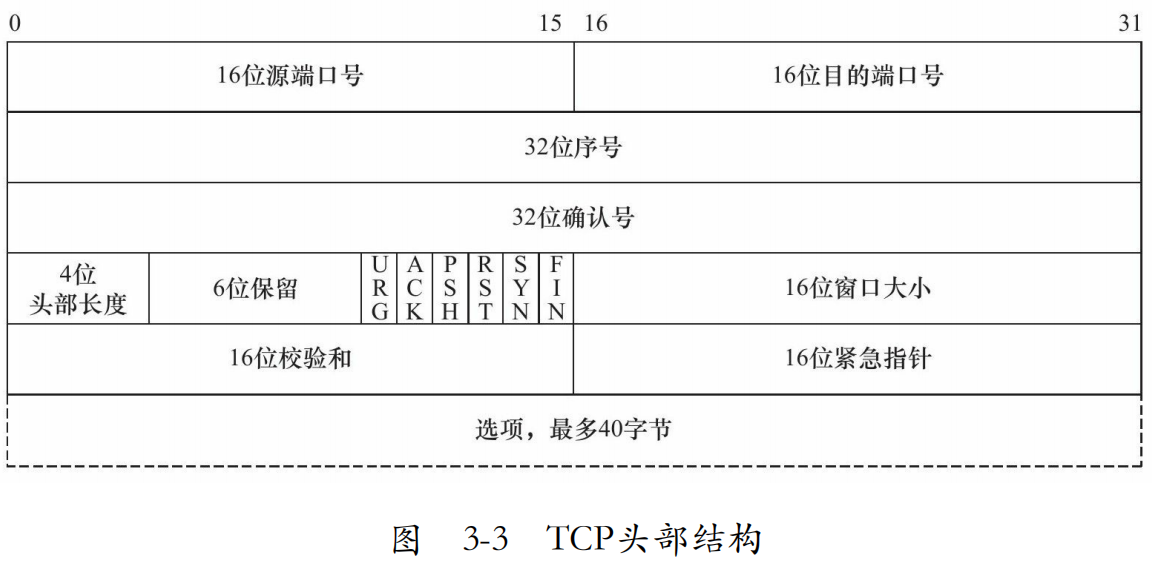 0 15 16 31
16位源端口号 16位目的端口号
32位序号
32位确认号
4位
头部长度
6位保留
URG
ACK
PSH
RST
SYN
FIN
16位窗口大小
16位校验和 16位紧急指针
选项，最多40字节
图 3-3 TCP头部结构